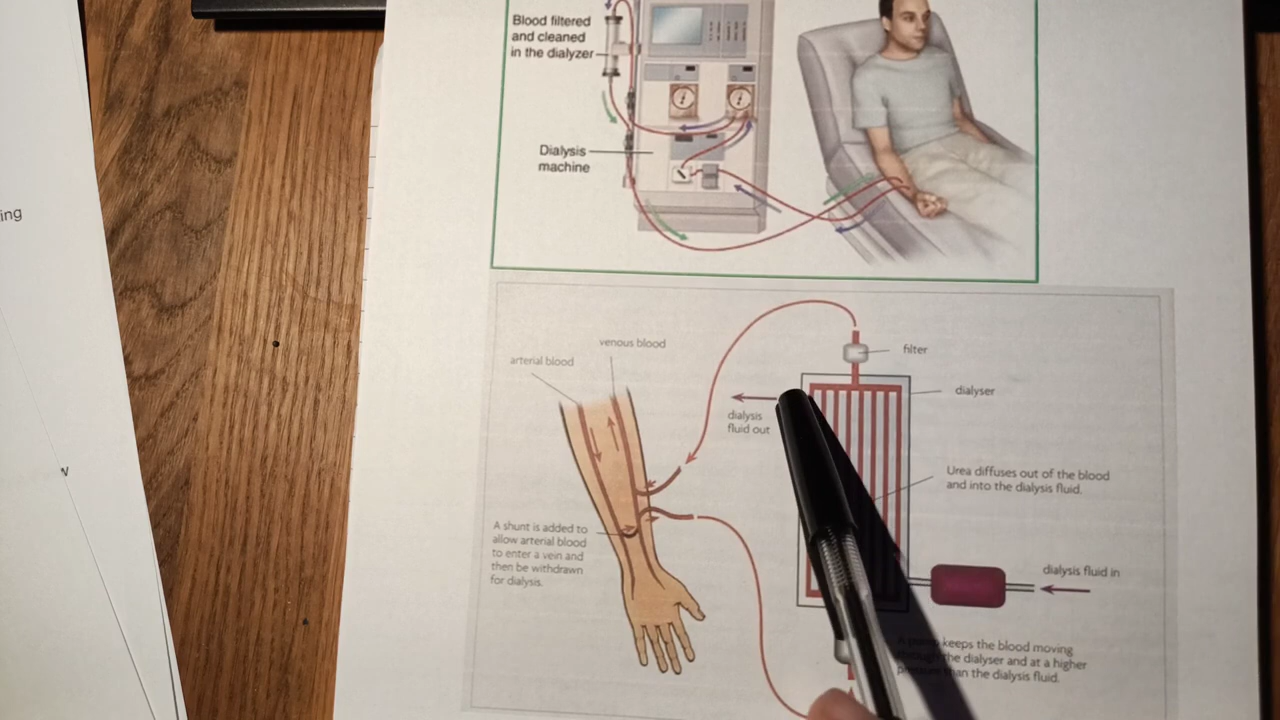 Blood filtered
and cleaned
in the dialyzer
Dialysis
machine
ing
w
venous blood
arterial blood
filter
dialyser
dialysis
fluid out
Urea diffuses out of the blood
and into the dialysis fluid.
A shunt is added to
allow arterial blood
to enter a vein and
then be withdrawn
for dialysis.
dialysis fluid in
A pump keeps the blood moving
through the dialyser and at a higher
pressure than the dialysis fluid.